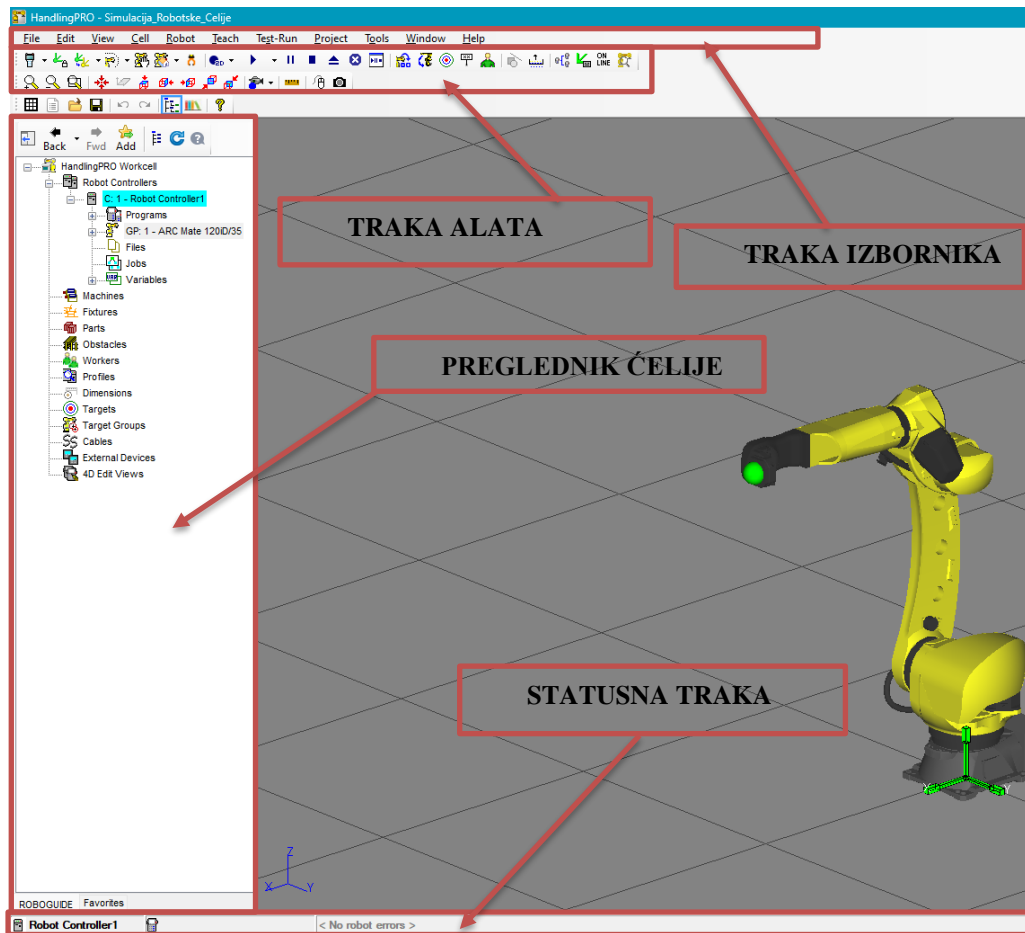 HandlingPRO - Simulacija_Robotske_Celije
File Edit View Cell Robot Teach Test-Run Project Tools Window Help
ON LINE
Back Fwd Add
HandlingPRO Workcell
Robot Controllers
C: 1 - Robot Controller1
Programs
GP: 1 - ARC Mate 120iD/35
Files
Jobs
Variables
Machines
Fixtures
Parts
Obstacles
Workers
Profiles
Dimensions
Targets
Target Groups
Cables
External Devices
4D Edit Views
TRAKA ALATA
TRAKA IZBORNIKA
PREGLEDNIK ĆELIJE
STATUSNA TRAKA
Z
X Y
Y
ROBOGUIDE Favorites
Robot Controller1 < No robot errors >